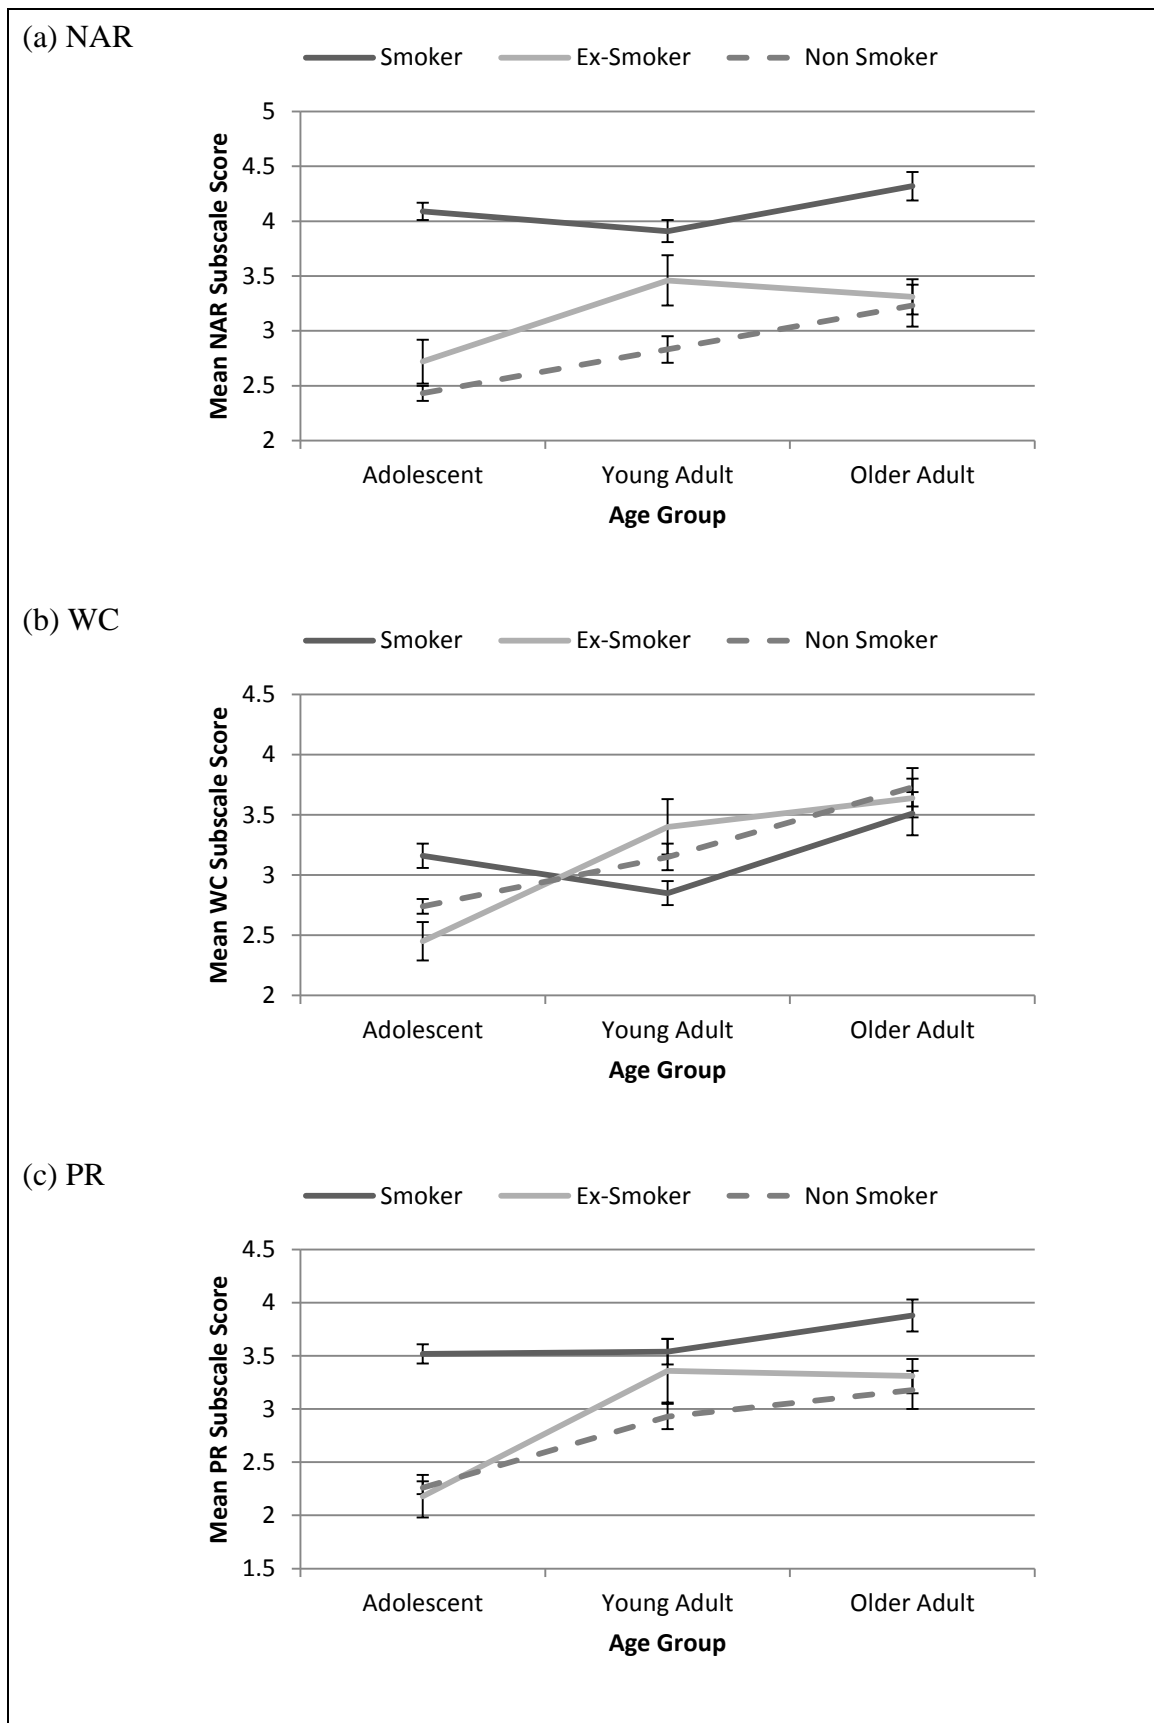 (a) NAR
Smoker Ex-Smoker Non Smoker
Mean NAR Subscale Score
5
4.5
4
3.5
3
2.5
2
Adolescent Young Adult Older Adult
Age Group
(b) WC
Smoker Ex-Smoker Non Smoker
Mean WC Subscale Score
4.5
4
3.5
3
2.5
2
Adolescent Young Adult Older Adult
Age Group
(c) PR
Smoker Ex-Smoker Non Smoker
Mean PR Subscale Score
4.5
4
3.5
3
2.5
2
1.5
Adolescent Young Adult Older Adult
Age Group